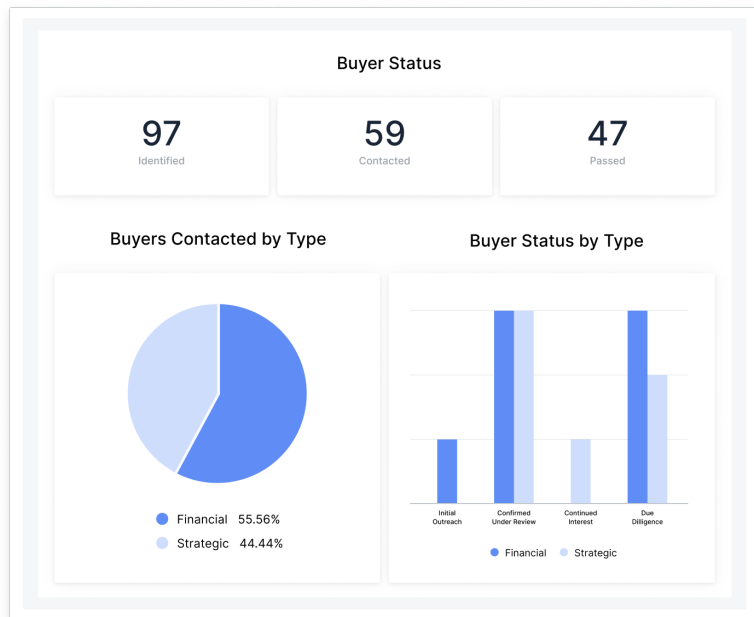 Buyer Status
97
Identified
59
Contacted
47
Passed
Buyers Contacted by Type
Financial 55.56%
Strategic 44.44%
Buyer Status by Type
Initial
Outreach
Confirmed
Under Review
Continued
Interest
Due
Dilligence
Financial
Strategic